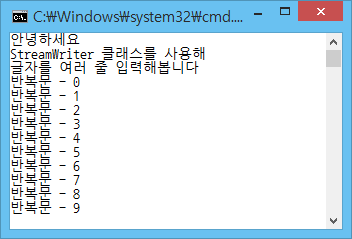 C:₩Windows₩system32₩cmd....
안녕하세요
StreamWriter 클래스를 사용해
글자를 여러 줄 입력해봅니다
반복문 - 0
반복문 - 1
반복문 - 2
반복문 - 3
반복문 - 4
반복문 - 5
반복문 - 6
반복문 - 7
반복문 - 8
반복문 - 9